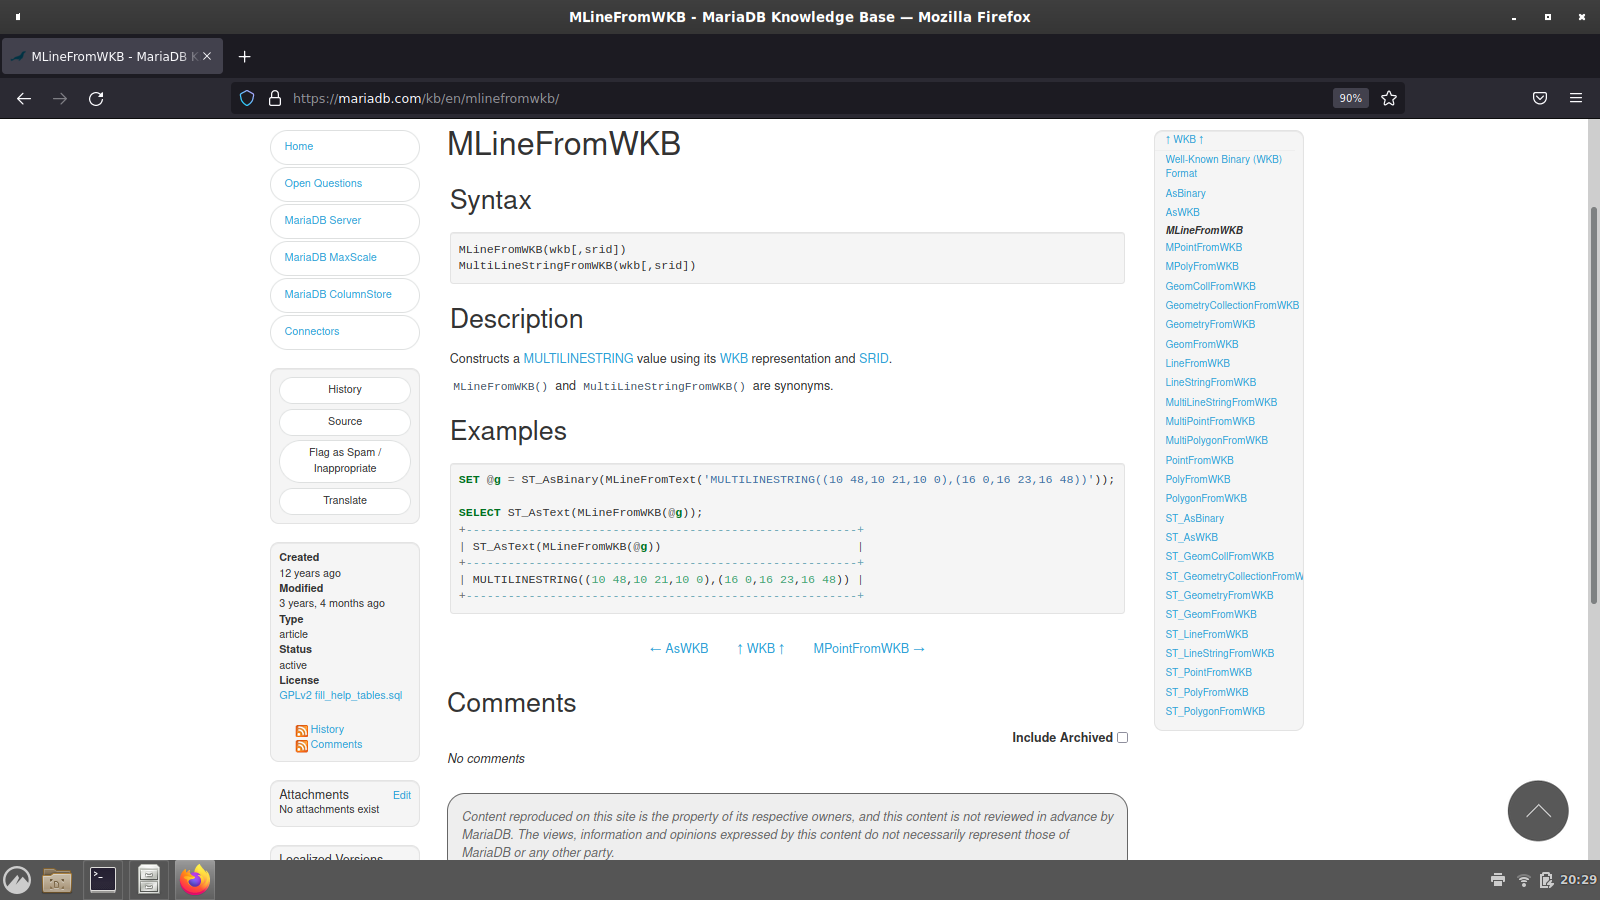 MLineFromWKB - MariaDB Knowledge Base — Mozilla Firefox
MLineFromWKB - MariaDB K
https://mariadb.com/kb/en/mlinefromwkb/
90%
Home
Open Questions
MariaDB Server
MariaDB MaxScale
MariaDB ColumnStore
Connectors
History
Source
Flag as Spam /
Inappropriate
Translate
Created
12 years ago
Modified
3 years, 4 months ago
Type
article
Status
active
License
GPLv2 fill_help_tables.sql
History
Comments
Attachments
Edit
No attachments exist
Localized Versions
MLineFromWKB
Syntax
MLineFromWKB(wkb[,srid])
MultiLineStringFromWKB(wkb[,srid])
Description
Constructs a MULTILINESTRING value using its WKB representation and SRID.
MLineFromWKB() and MultiLineStringFromWKB() are synonyms.
Examples
SET @g = ST_AsBinary(MLineFromText('MULTILINESTRING((10 48,10 21,10 0),(16 0,16 23,16 48))'));
SELECT ST_AsText(MLineFromWKB(@g));
+--------------------------------------------------------+
| ST_AsText(MLineFromWKB(@g))                            |
+--------------------------------------------------------+
| MULTILINESTRING((10 48,10 21,10 0),(16 0,16 23,16 48)) |
+--------------------------------------------------------+
← AsWKB
↑ WKB ↑
MPointFromWKB →
Comments
Include Archived
No comments
Content reproduced on this site is the property of its respective owners, and this content is not reviewed in advance by
MariaDB. The views, information and opinions expressed by this content do not necessarily represent those of
MariaDB or any other party.
↑ WKB ↑
Well-Known Binary (WKB)
Format
AsBinary
AsWKB
MLineFromWKB
MPointFromWKB
MPolyFromWKB
GeomCollFromWKB
GeometryCollectionFromWKB
GeometryFromWKB
GeomFromWKB
LineFromWKB
LineStringFromWKB
MultiLineStringFromWKB
MultiPointFromWKB
MultiPolygonFromWKB
PointFromWKB
PolyFromWKB
PolygonFromWKB
ST_AsBinary
ST_AsWKB
ST_GeomCollFromWKB
ST_GeometryCollectionFromW
ST_GeometryFromWKB
ST_GeomFromWKB
ST_LineFromWKB
ST_LineStringFromWKB
ST_PointFromWKB
ST_PolyFromWKB
ST_PolygonFromWKB
20:29